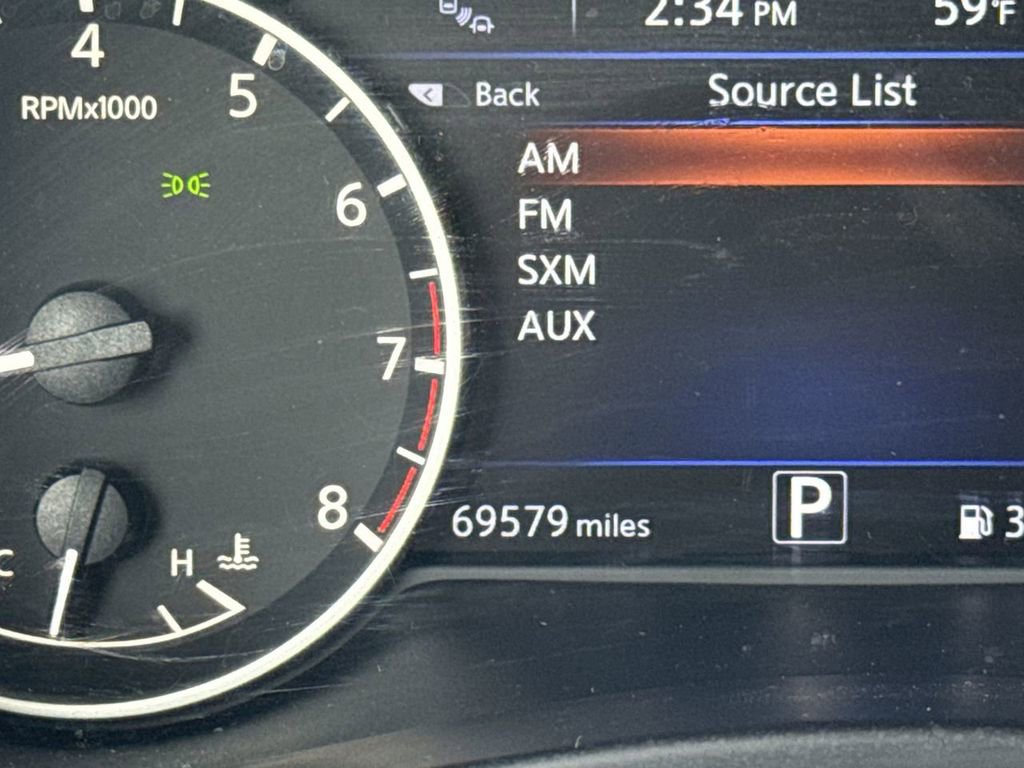 4
5
RPMx1000
6
7
8
C
H
2:34 PM
59°F
Back
Source List
AM
FM
SXM
AUX
69579 miles
P
3